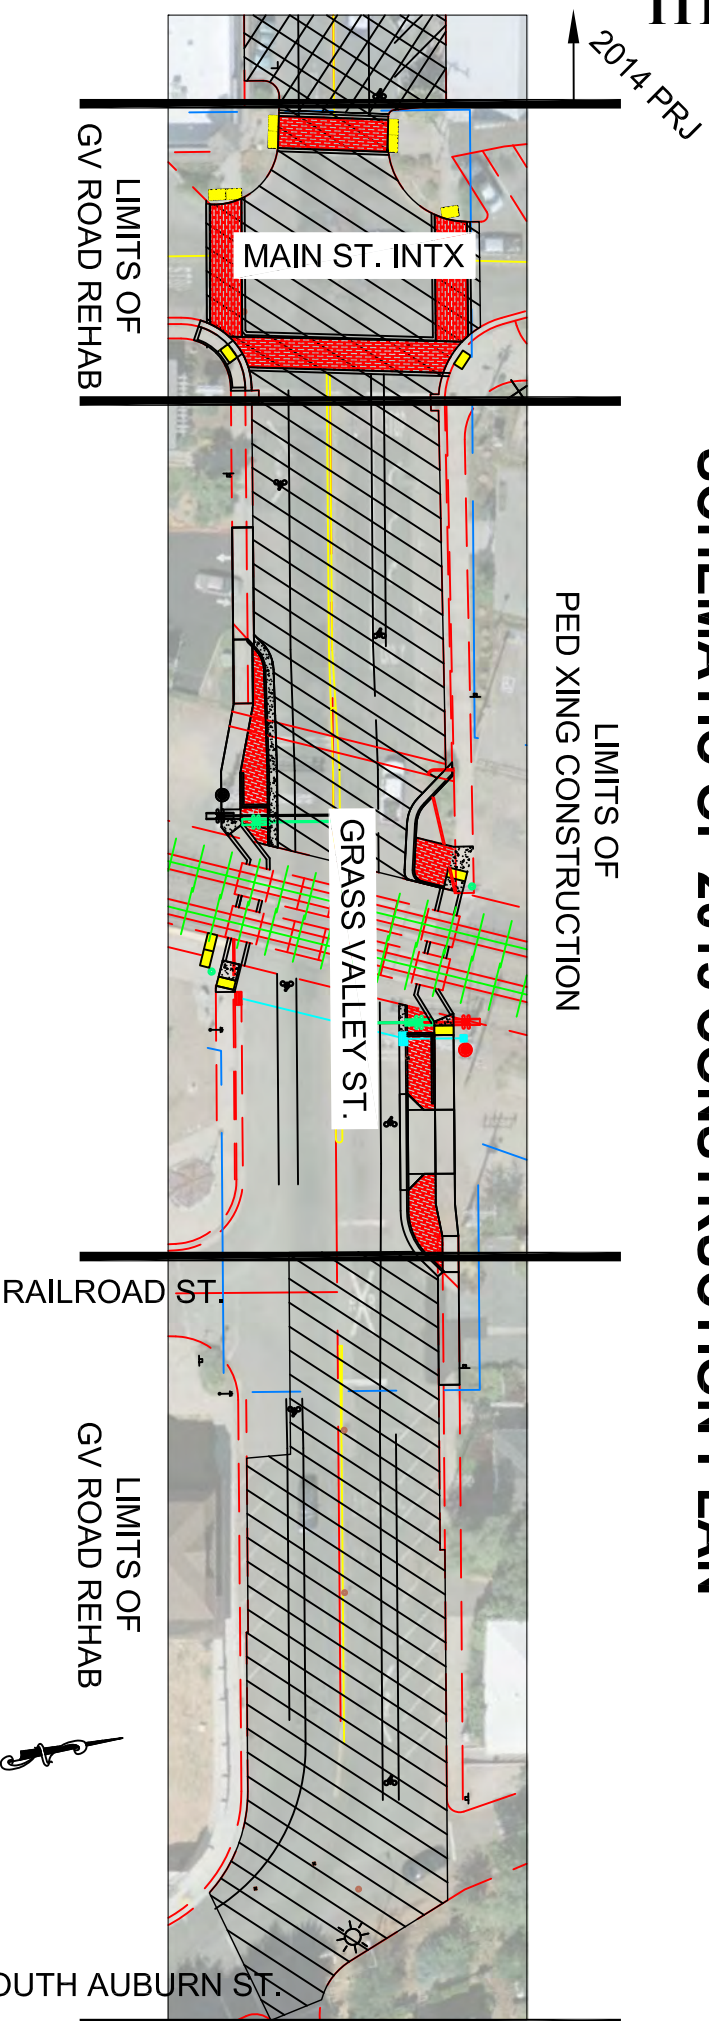 2014 PRJ
LIMITS OF
GV ROAD REHAB
MAIN ST. INTX
LIMITS OF
PED XING CONSTRUCTION
GRASS VALLEY ST.
RAILROAD ST.
LIMITS OF
GV ROAD REHAB
AUBURN ST.
CONSTRUCTION